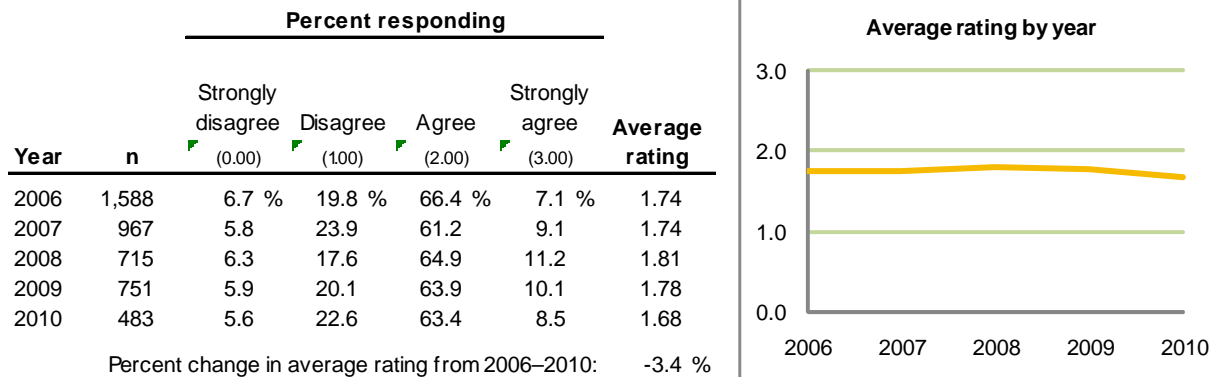 Percent responding
Strongly disagree (0.00) Disagree (1.00) Agree (2.00) Strongly agree (3.00) Average rating
Year n
2006 1,588 6.7 % 19.8 % 66.4 % 7.1 % 1.74
2007 967 5.8 23.9 61.2 9.1 1.74
2008 715 6.3 17.6 64.9 11.2 1.81
2009 751 5.9 20.1 63.9 10.1 1.78
2010 483 5.6 22.6 63.4 8.5 1.68
Percent change in average rating from 2006–2010: -3.4 %
Average rating by year
3.0
2.0
1.0
0.0
2006 2007 2008 2009 2010